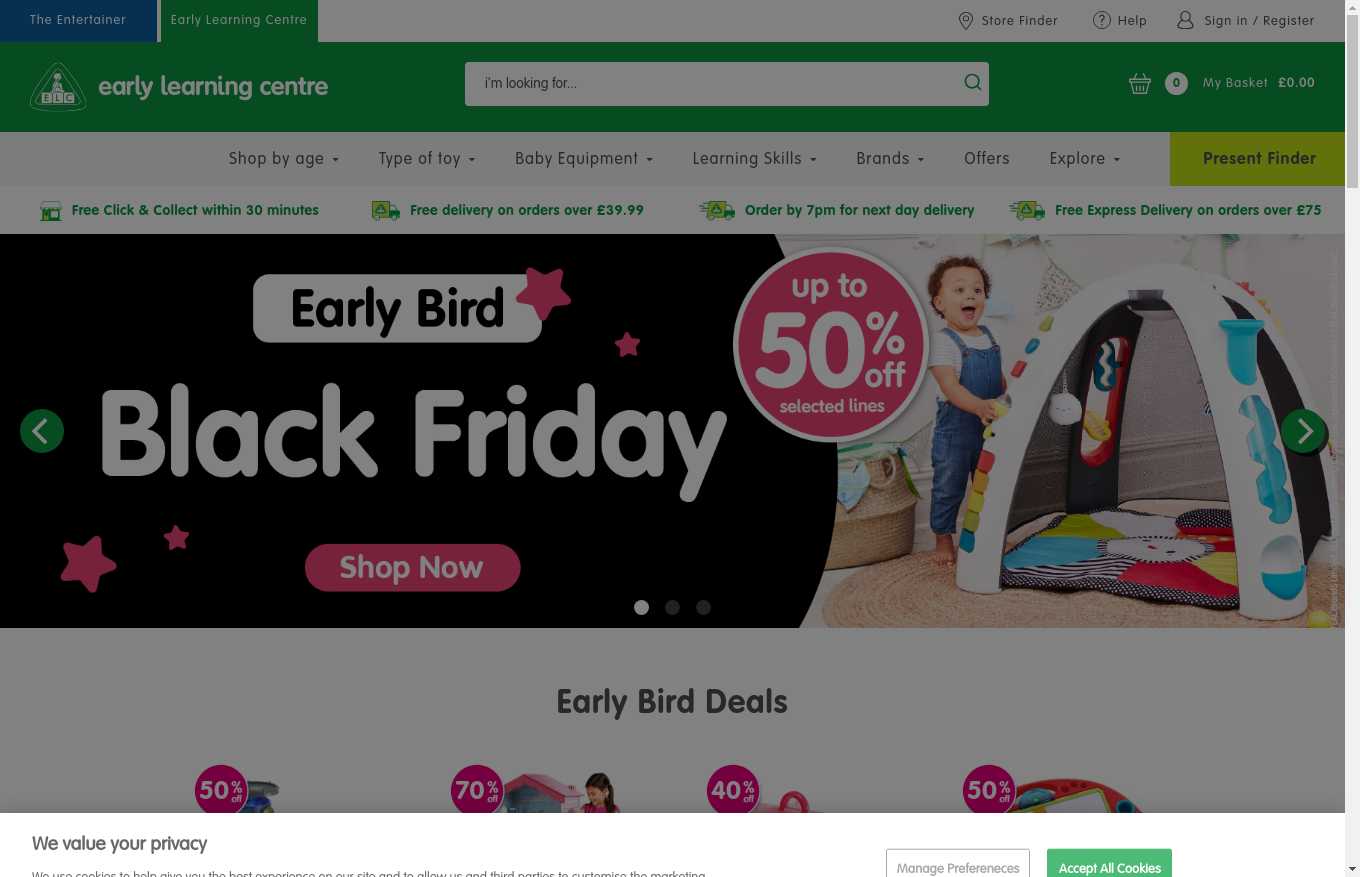 The Entertainer
Early Learning Centre
Store Finder
Help
Sign in / Register
ELC
early learning centre
i'm looking for...
0
My Basket £0.00
Shop by age
Type of toy
Baby Equipment
Learning Skills
Brands
Offers
Explore
Present Finder
Free Click & Collect within 30 minutes
Free delivery on orders over £39.99
Order by 7pm for next day delivery
Free Express Delivery on orders over £75
Early Bird
Black Friday
Shop Now
up to
50%
off
selected lines
Early Bird Deals
50%
off
70%
off
40%
off
50%
off
We value your privacy
We use cookies to help give you the best experience on our site and to allow us and third parties to customise the marketing
Manage Prefereneces
Accept All Cookies